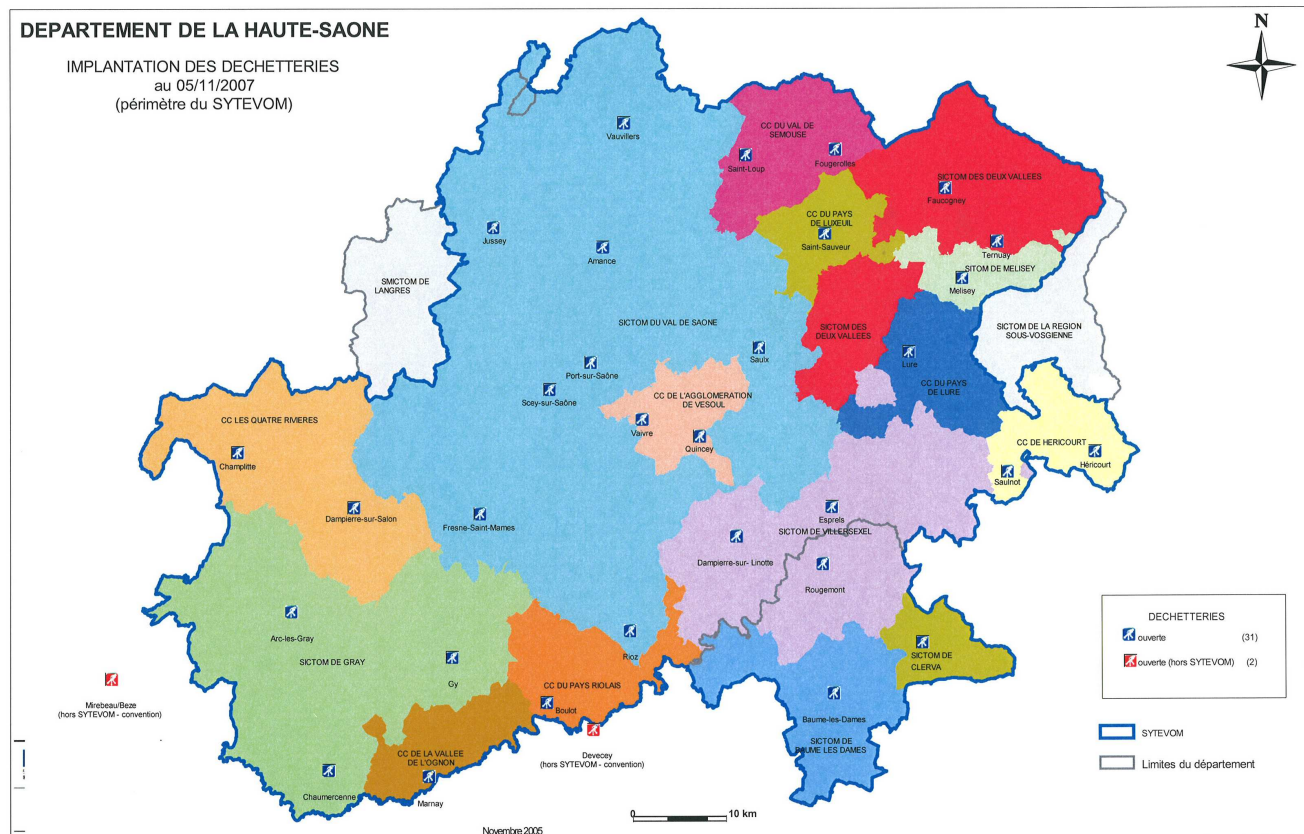 DEPARTEMENT DE LA HAUTE-SAONE
IMPLANTATION DES DECHETTERIES
au 05/11/2007
(périmètre du SYTEVOM)
N
Vauvillers
CC DU VAL DE
SEMOUSE
Saint-Loup
Fougerolles
SICTOM DES DEUX VALLEES
Faucogney
CC DU PAYS
DE LUXEUIL
Saint-Sauveur
Jussey
Amance
Ternuay
SITOM DE MELISEY
Melisey
SMICTOM DE
LANGRES
SICTOM DU VAL DE SAONE
SICTOM DES
DEUX VALLEES
SICTOM DE LA REGION
SOUS-VOSGIENNE
Saulx
Lure
Port-sur-Saône
Scey-sur-Saône
CC DU PAYS
DE LURE
CC DE L'AGGLOMERATION
DE VESOUL
Vaivre
Quincey
CC LES QUATRE RIVIERES
Champlitte
CC DE HERICOURT
Héricourt
Saulnot
Dampierre-sur-Salon
Fresne-Saint-Mames
Esprels
SICTOM DE VILLERSEXEL
Dampierre-sur- Linotte
Rougemont
Arc-les-Gray
SICTOM DE GRAY
Gy
Rioz
CC DU PAYS RIOLAIS
Boulot
SICTOM DE
CLERVA
Baume-les-Dames
SICTOM DE
BAUME LES DAMES
Mirebeau/Beze
(hors SYTEVOM - convention)
Devecey
(hors SYTEVOM - convention)
CC DE LA VALLEE
DE L'OGNON
Chaumercenne
Marnay
DECHETTERIES
ouverte (31)
ouverte (hors SYTEVOM) (2)
SYTEVOM
Limites du département
0 10 km
Novembre 2005